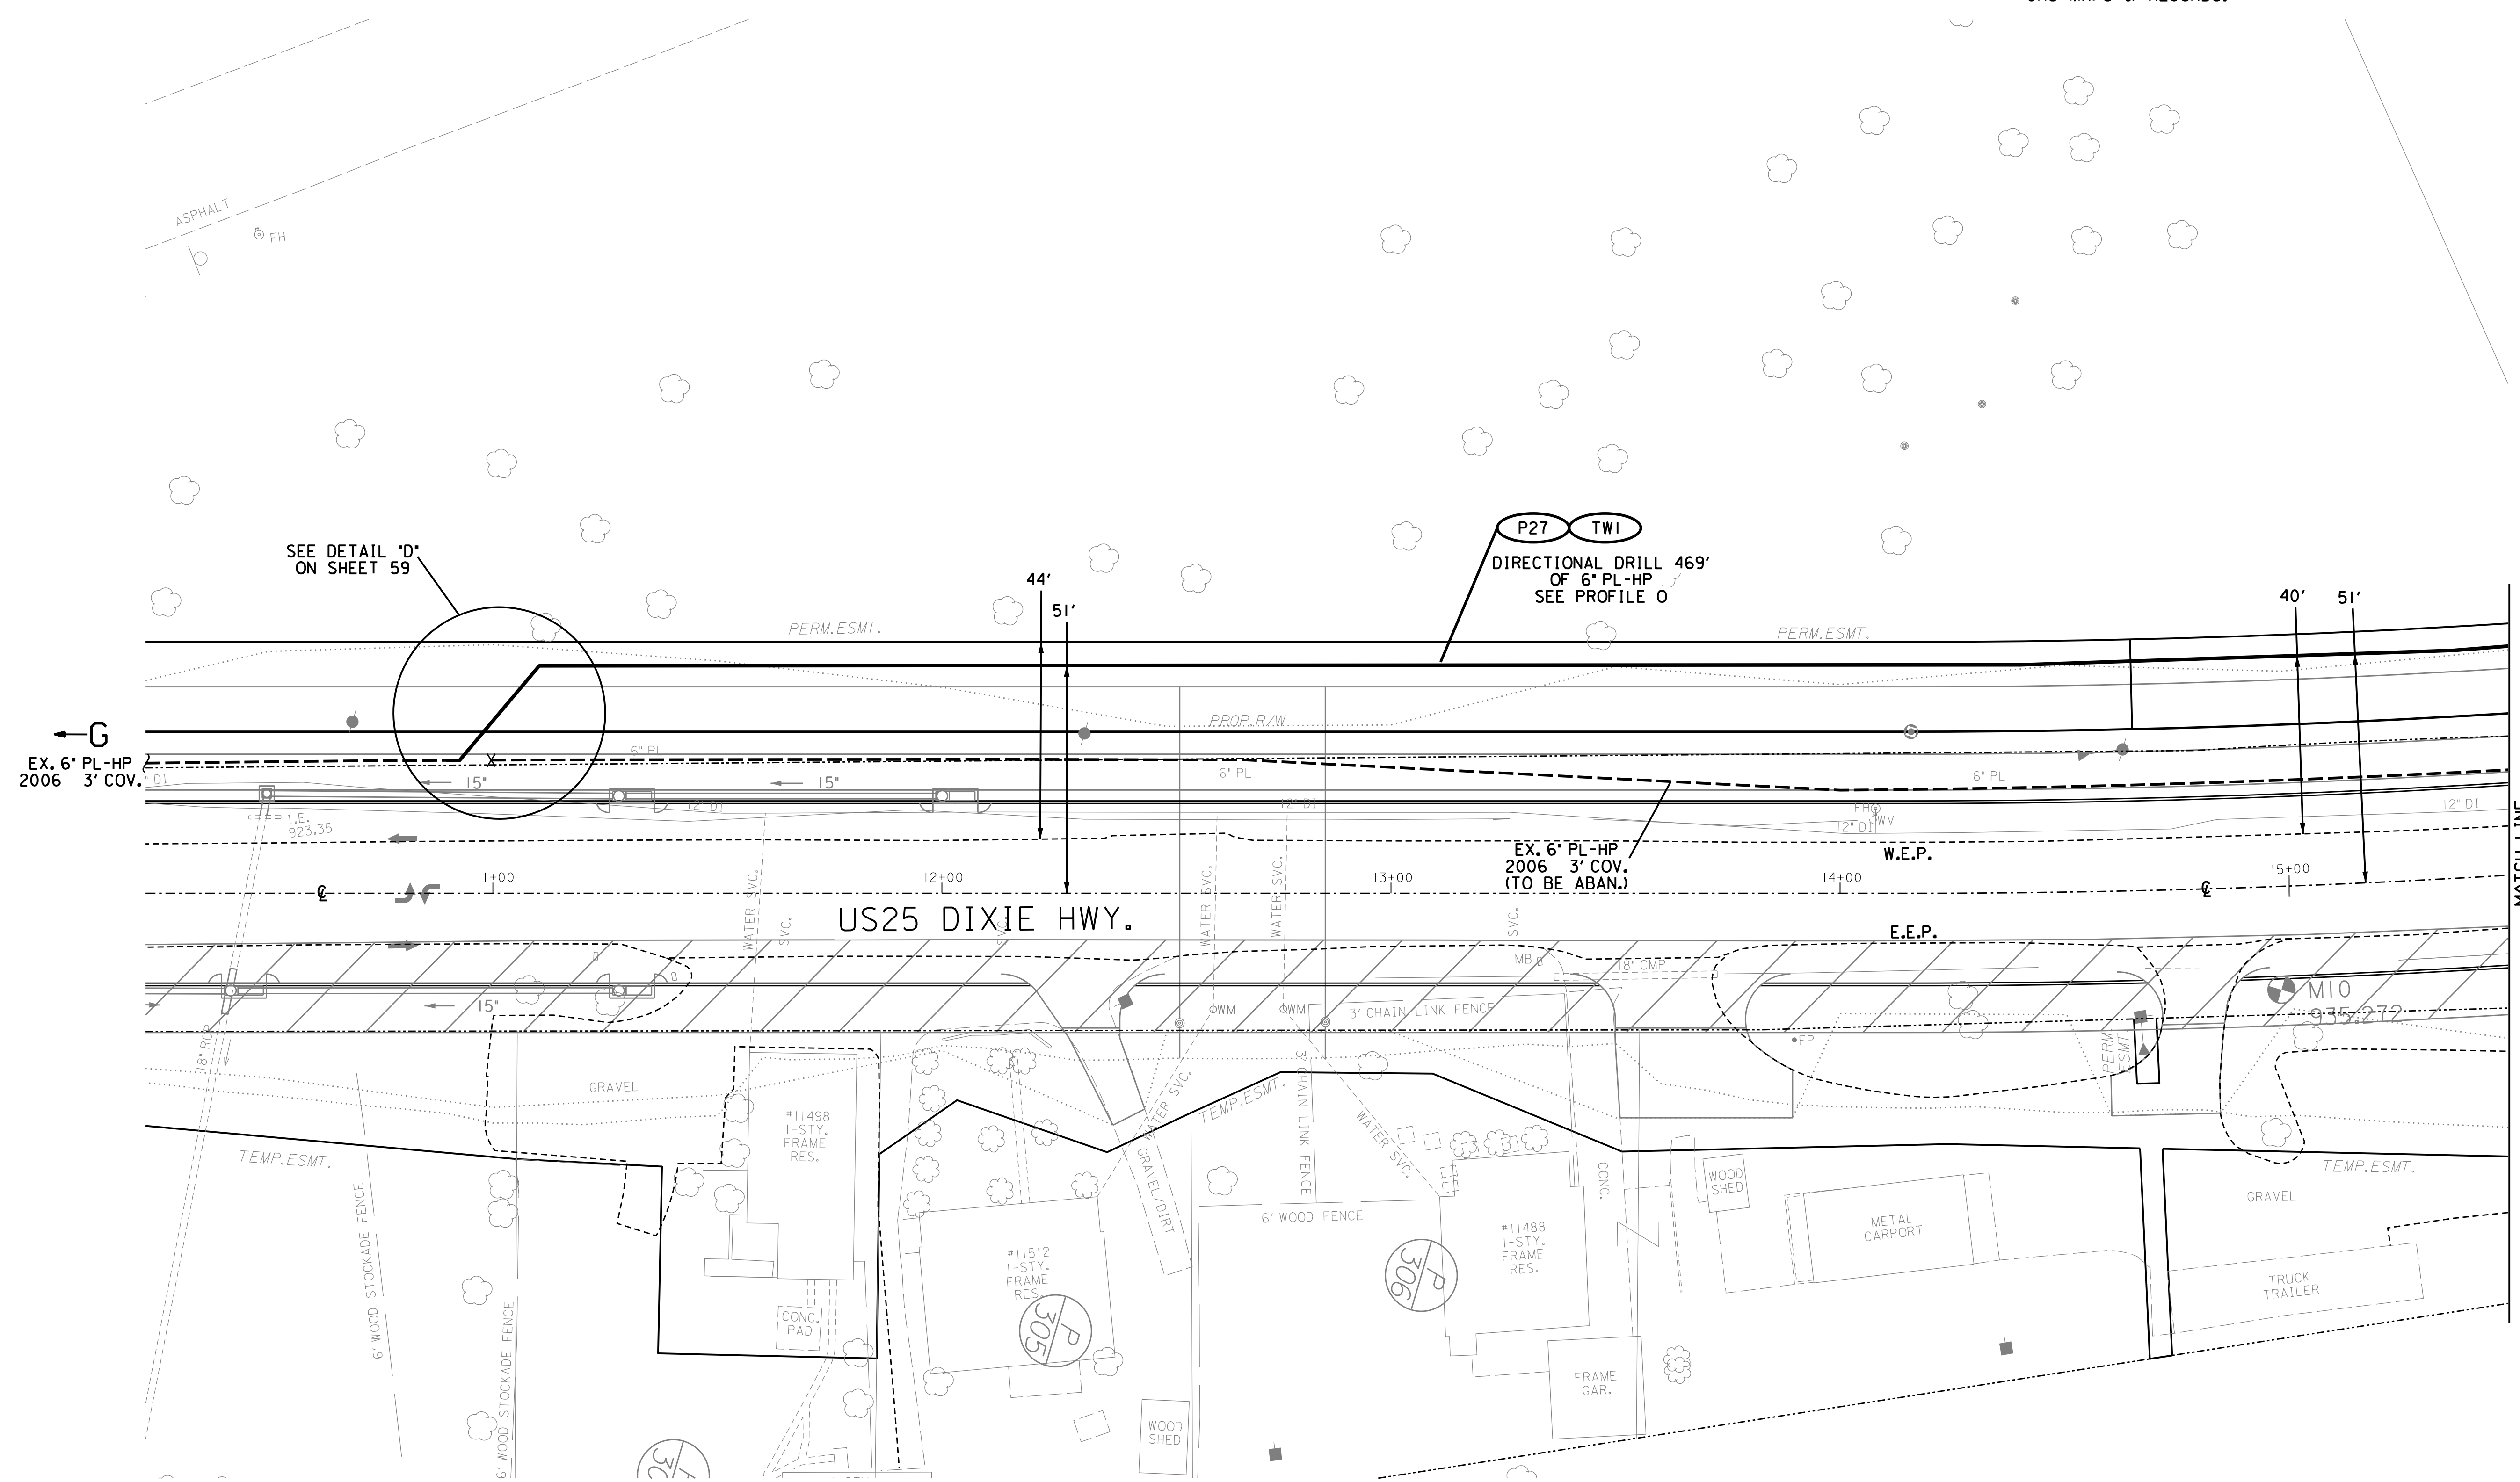 ASPHALT
FH
SEE DETAIL "D"
ON SHEET 59
P27
TW1
DIRECTIONAL DRILL 469'
OF 6" PL-HP
SEE PROFILE O
44'
51'
40'
51'
PERM.ESMT.
PERM.ESMT.
PROP.R/W
G
EX. 6" PL-HP
2006 3' COV.
" DI
6" PL
6" PL
6" PL
15"
15"
12" DI
12" DI
12" DI
12" DI
FH
WV
I.E.
923.35
EX. 6" PL-HP
2006 3' COV.
(TO BE ABAN.)
W.E.P.
11+00
12+00
13+00
14+00
15+00
US25 DIXIE HWY.
WATER SVC.
SVC.
SVC.
WATER SVC.
WATER SVC.
SVC.
E.E.P.
MATCH LINE
MB
18" CMP
15"
WM
WM
3' CHAIN LINK FENCE
M10
935.272
18" RCP
FP
PERM
ESMT.
GRAVEL
TEMP.ESMT.
TEMP.ESMT.
TEMP.ESMT.
#11498
1-STY.
FRAME
RES.
WATER SVC.
WATER SVC.
3' CHAIN LINK FENCE
GRAVEL/DIRT
CONC.
WOOD
SHED
GRAVEL
6' WOOD STOCKADE FENCE
6' WOOD STOCKADE FENCE
6' WOOD FENCE
#11512
1-STY.
FRAME
RES.
#11488
1-STY.
FRAME
RES.
METAL
CARPORT
TRUCK
TRAILER
P
305
P
306
CONC.
PAD
FRAME
GAR.
WOOD
SHED